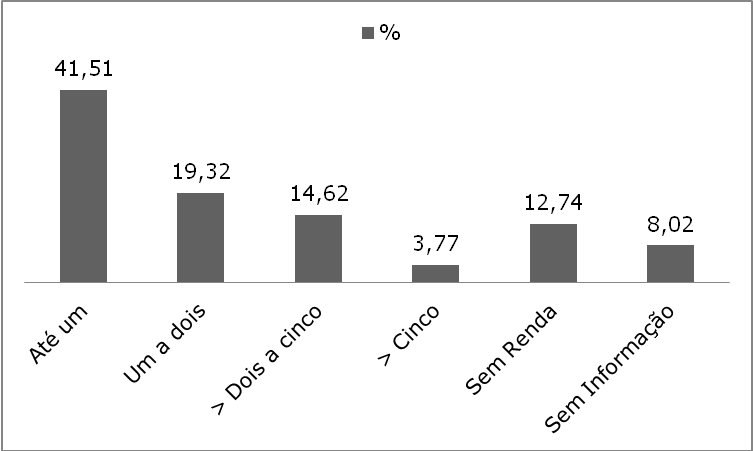 %
41,51
19,32
14,62
3,77
12,74
8,02
Até um
Um a dois
> Dois a cinco
> Cinco
Sem Renda
Sem Informação